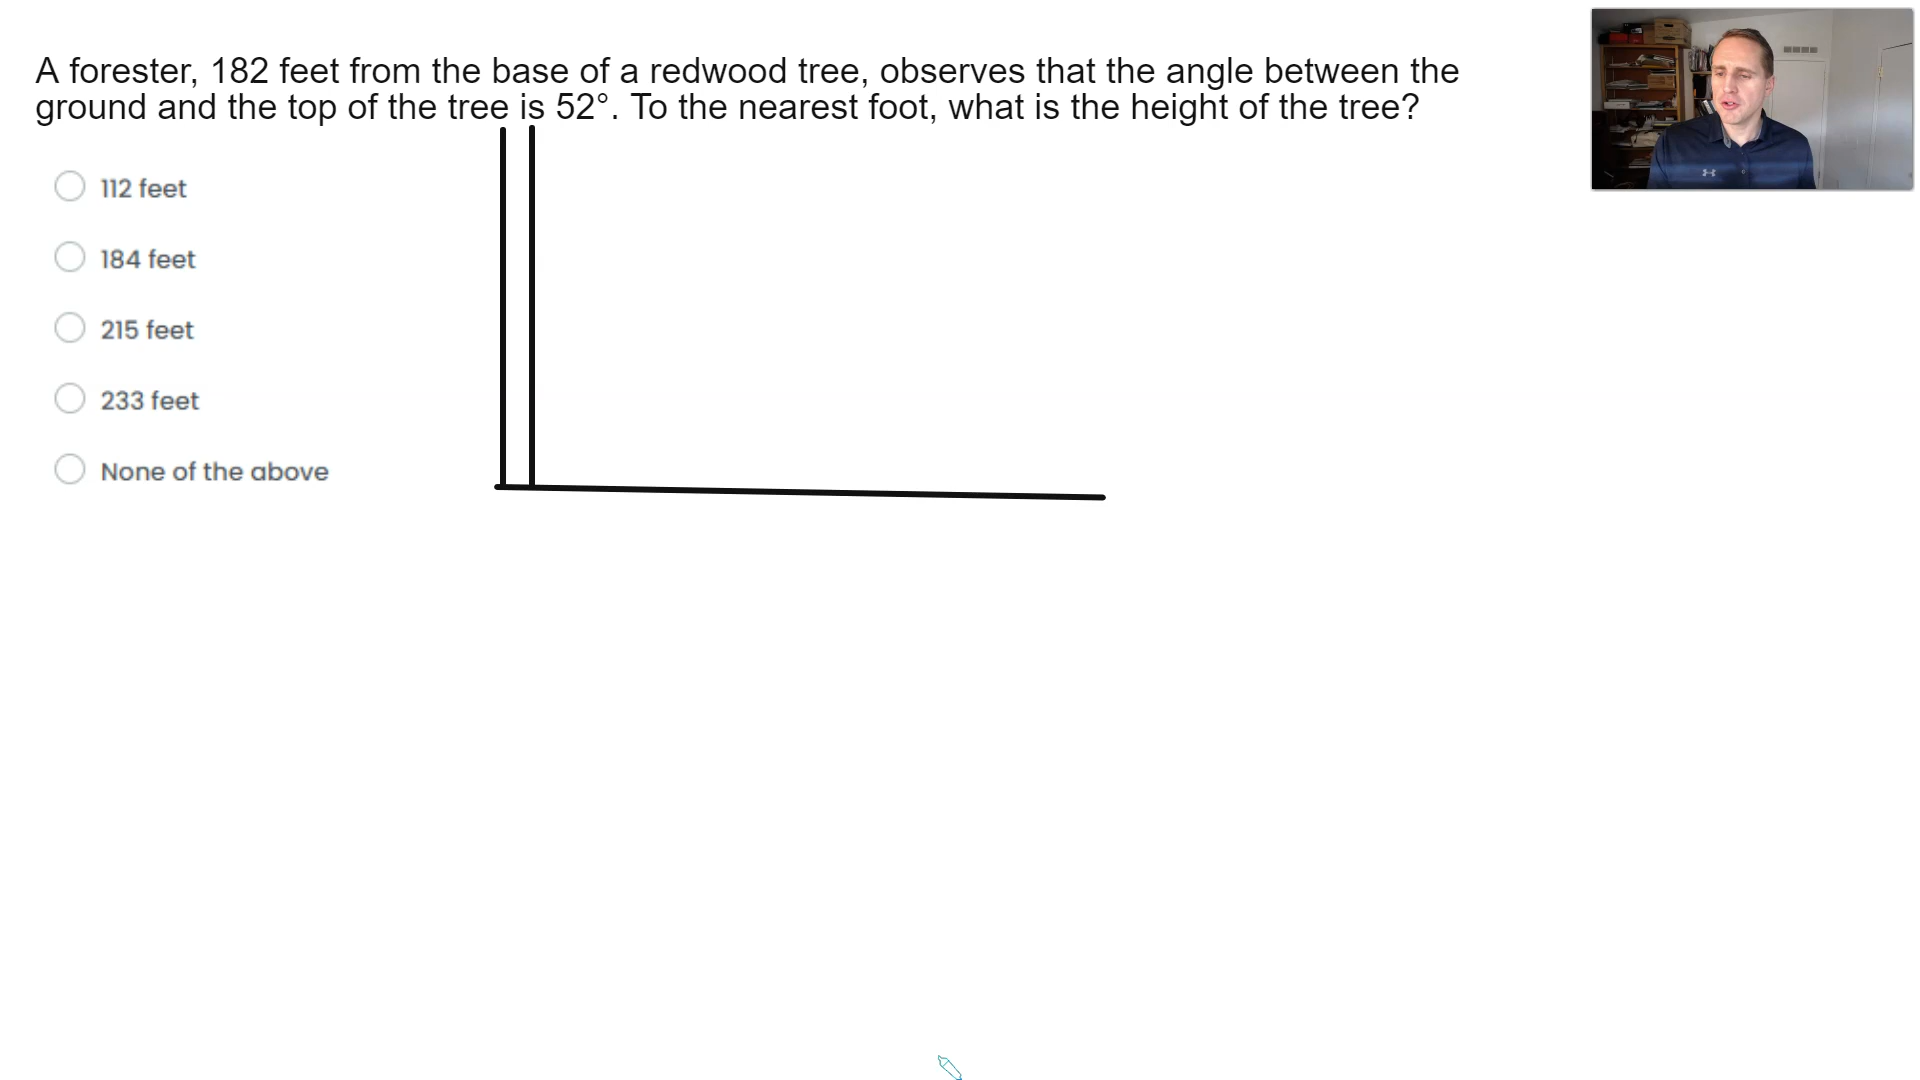 A forester, 182 feet from the base of a redwood tree, observes that the angle between the
ground and the top of the tree is 52°. To the nearest foot, what is the height of the tree?
112 feet
184 feet
215 feet
233 feet
None of the above